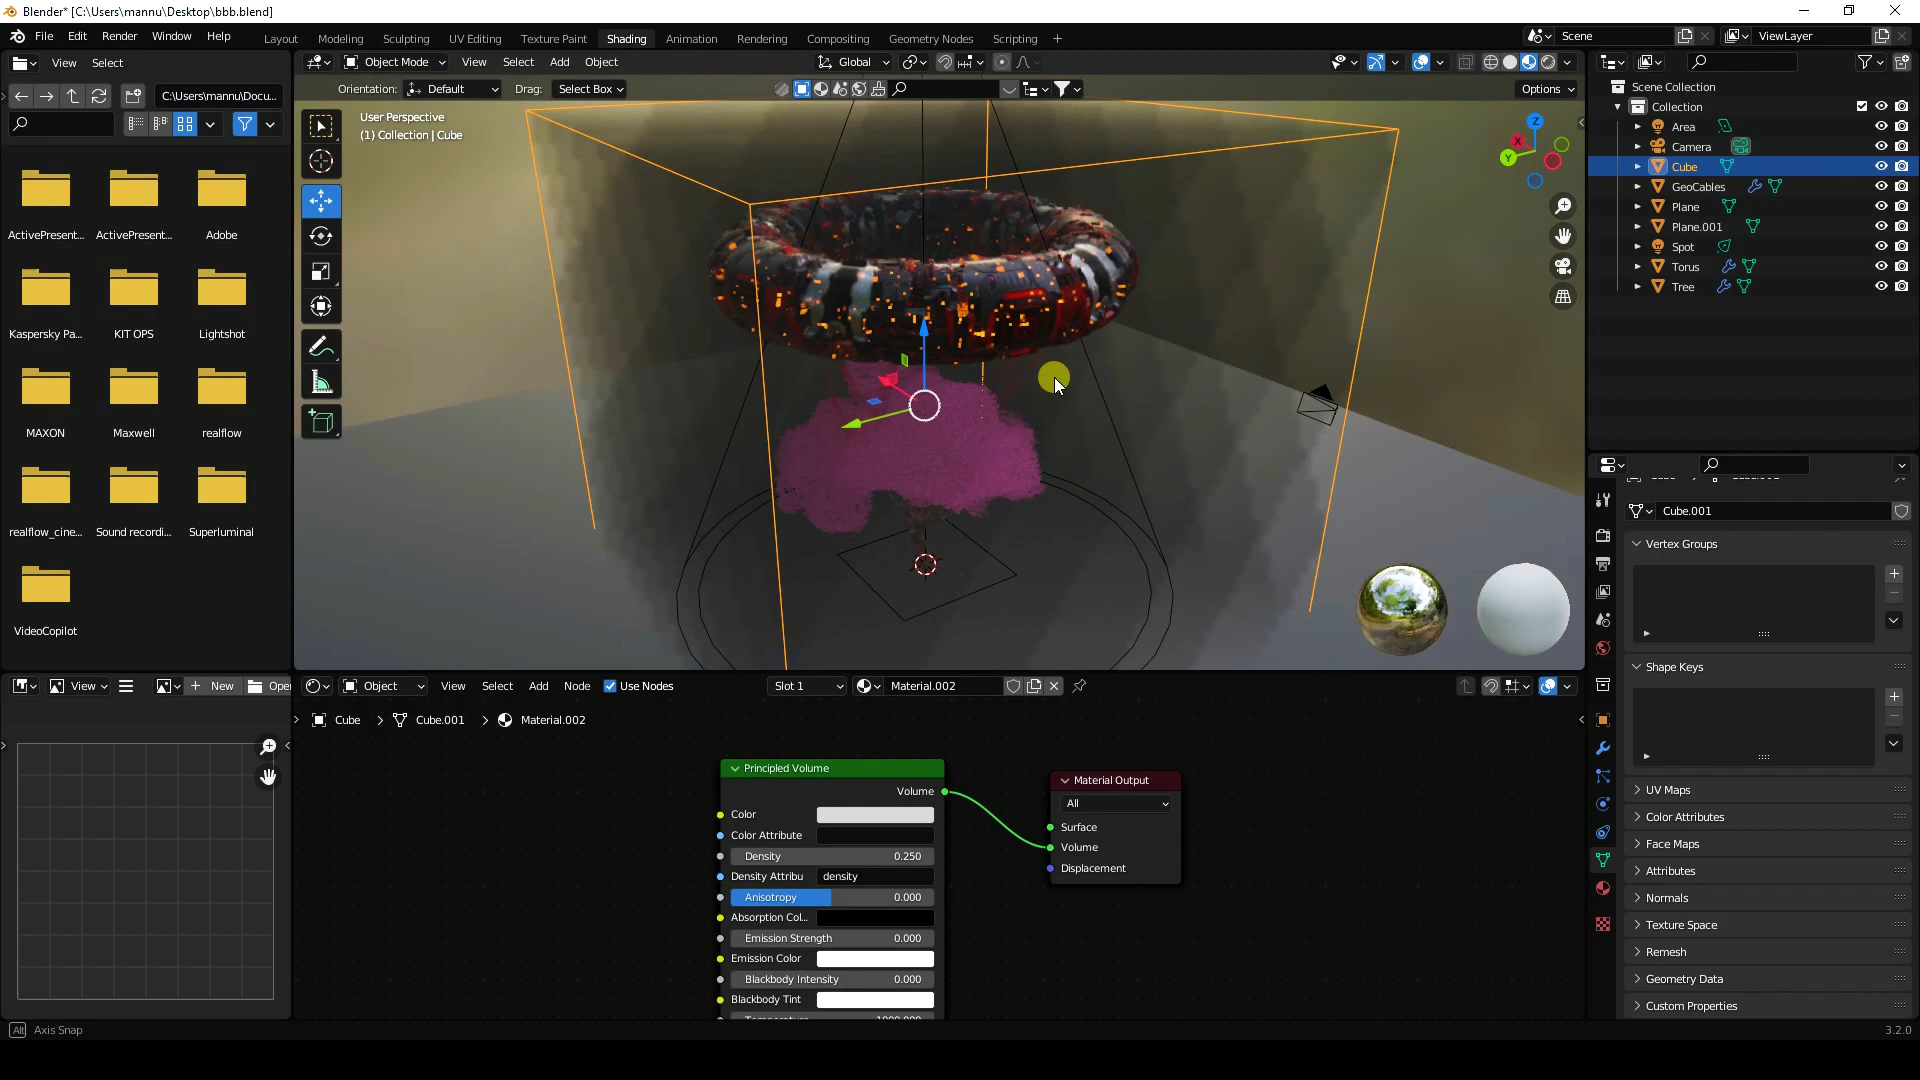 Blender* [C:\Users\mannu\Desktop\bbb.blend]
File Edit Render Window Help
Layout Modeling Sculpting UV Editing Texture Paint Shading Animation Rendering Compositing Geometry Nodes Scripting +
Scene
ViewLayer
View Select
Object Mode View Select Add Object
Global
C:\Users\mannu\Docu...
Orientation: Default Drag: Select Box
Options
User Perspective
(1) Collection | Cube
Z
X
Y
Scene Collection
Collection
Area
Camera
Cube
GeoCables
Plane
Plane.001
Spot
Torus
Tree
ActivePresent... ActivePresent... Adobe
Kaspersky Pa... KIT OPS Lightshot
MAXON Maxwell realflow
realflow_cine... Sound recordi... Superluminal
VideoCopilot
Cube.001
Vertex Groups
Shape Keys
UV Maps
Color Attributes
Face Maps
Attributes
Normals
Texture Space
Remesh
Geometry Data
Custom Properties
View
New
Open
Object View Select Add Node Use Nodes Slot 1 Material.002
Cube > Cube.001 > Material.002
Principled Volume
Volume
Color
Color Attribute
Density 0.250
Density Attribu density
Anisotropy 0.000
Absorption Col...
Emission Strength 0.000
Emission Color
Blackbody Intensity 0.000
Blackbody Tint
Material Output
All
Surface
Volume
Displacement
Alt Axis Snap
3.2.0